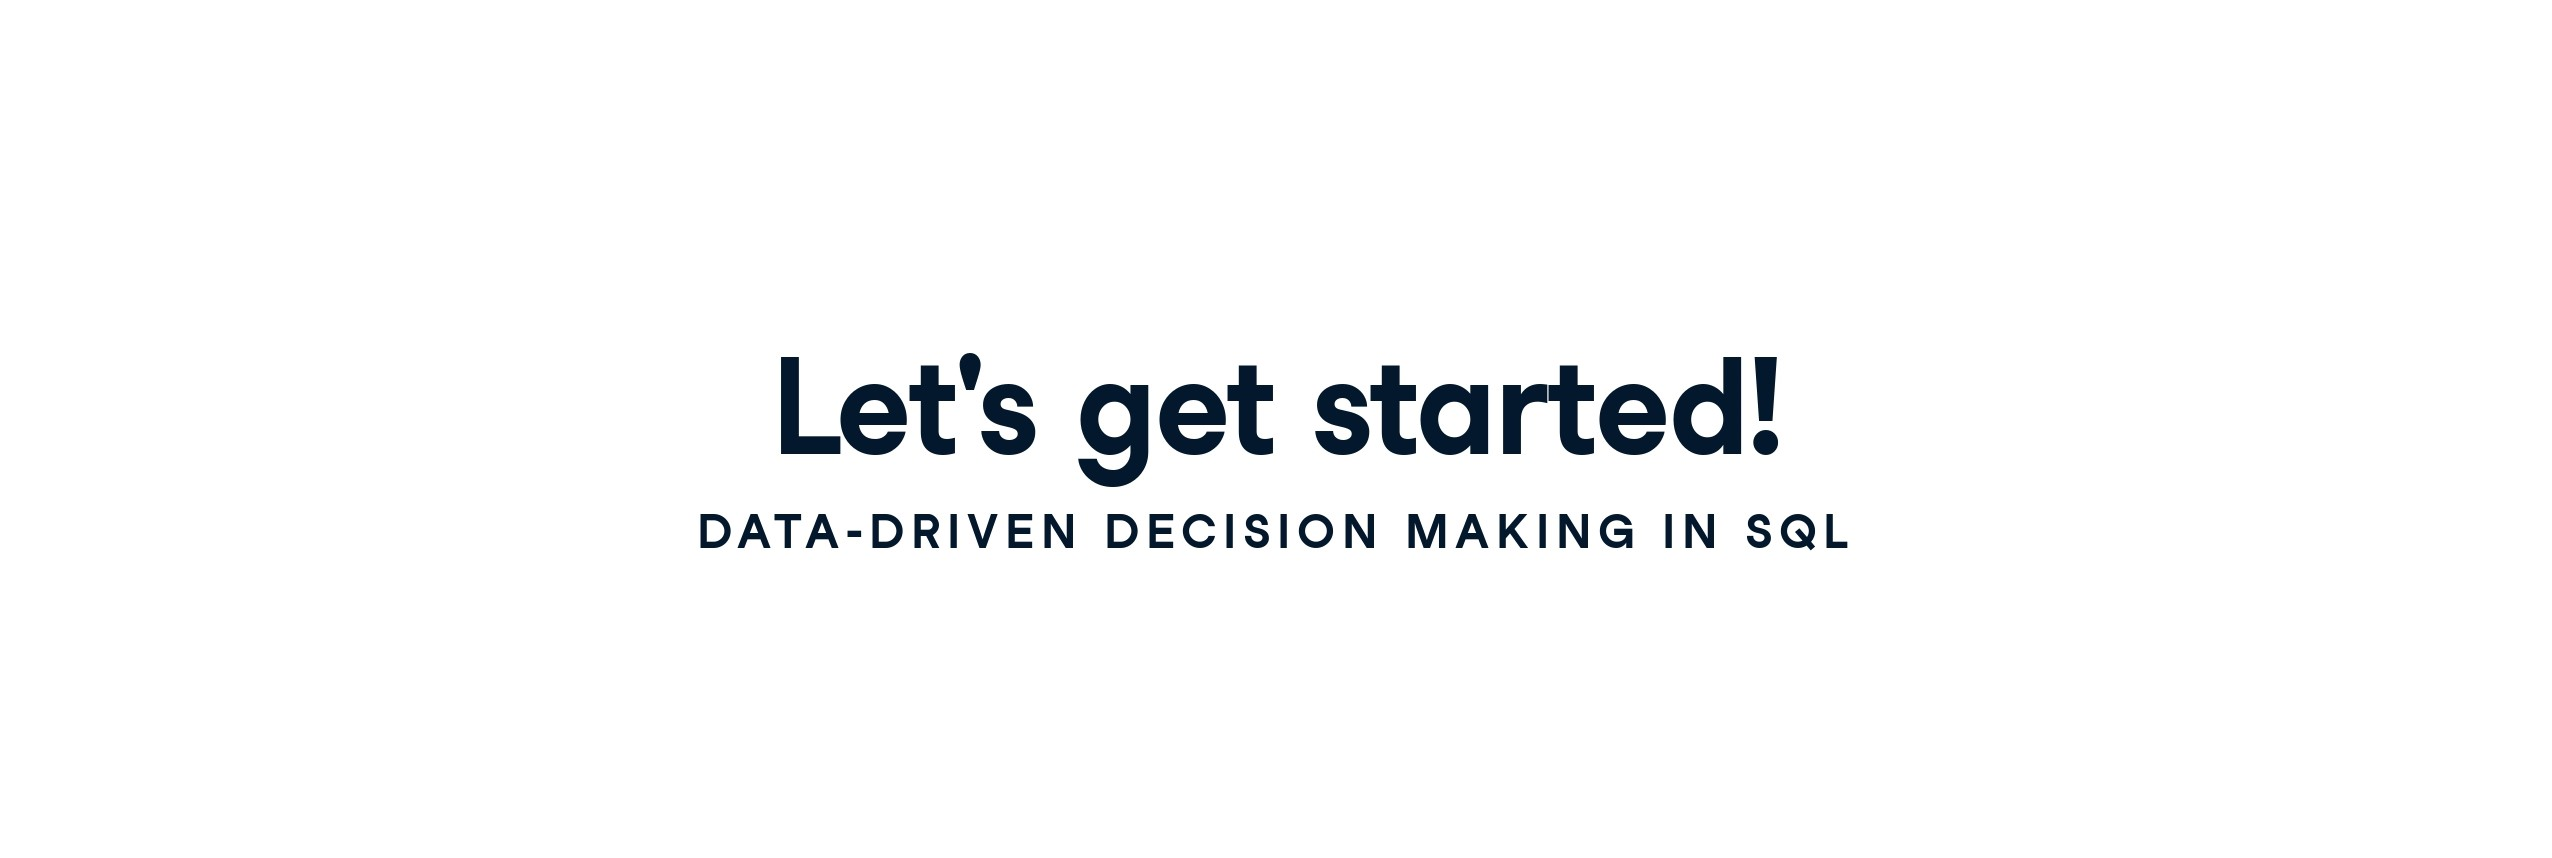 Let's get started!
DATA-DRIVEN DECISION MAKING IN SQL